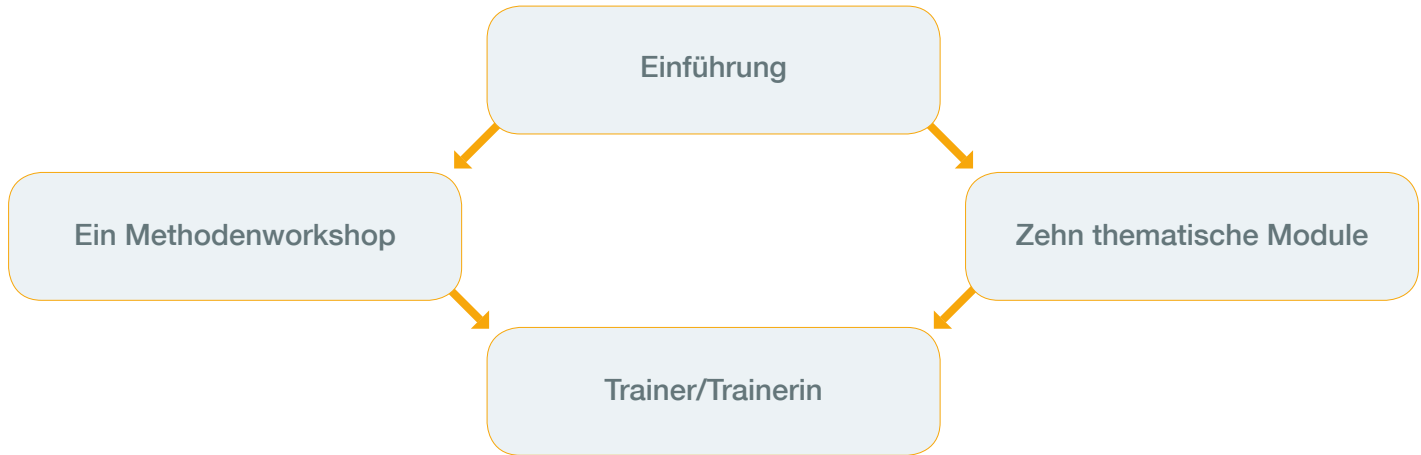 Einführung
Ein Methodenworkshop
Zehn thematische Module
Trainer/Trainerin